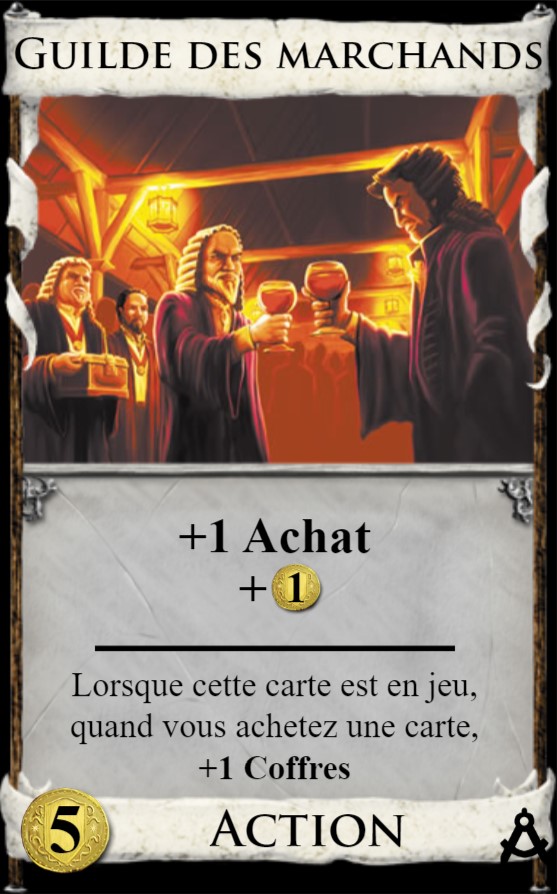 Guilde des marchands
+1 Achat
+1
Lorsque cette carte est en jeu,
quand vous achetez une carte,
+1 Coffres
5 Action